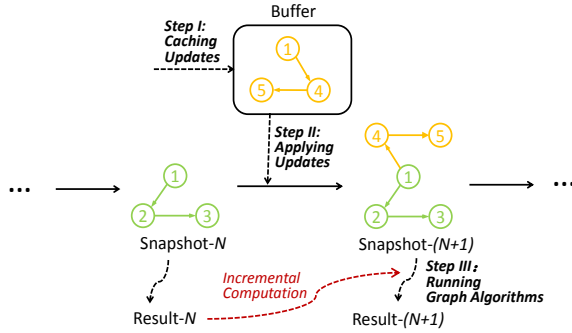 Buffer
Step I:
Caching
Updates
1
5
4
Step II:
Applying
Updates
4
5
...
1
2
3
1
2
3
...
Snapshot-N
Snapshot-(N+1)
Incremental
Computation
Step III：
Running
Graph Algorithms
Result-N
Result-(N+1)